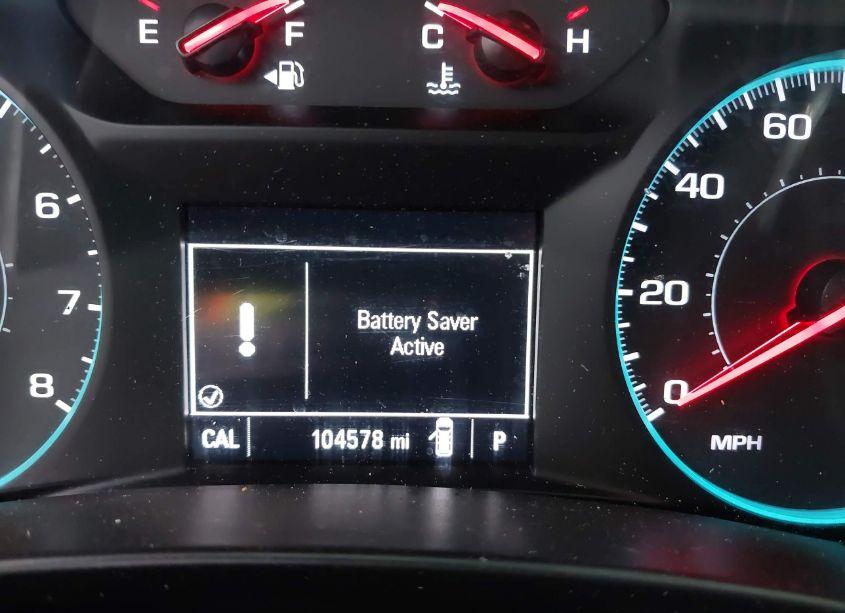 E F C H
60
6 40
7 20
8 0
Battery Saver
Active
CAL 104578 mi P
MPH